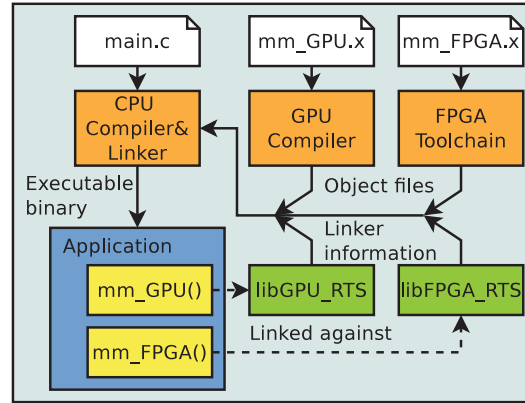 main.c
mm_GPU.x
mm_FPGA.x
CPU
Compiler&
Linker
GPU
Compiler
FPGA
Toolchain
Executable
binary
Object files
Linker
information
Application
mm_GPU()
libGPU_RTS
libFPGA_RTS
Linked against
mm_FPGA()